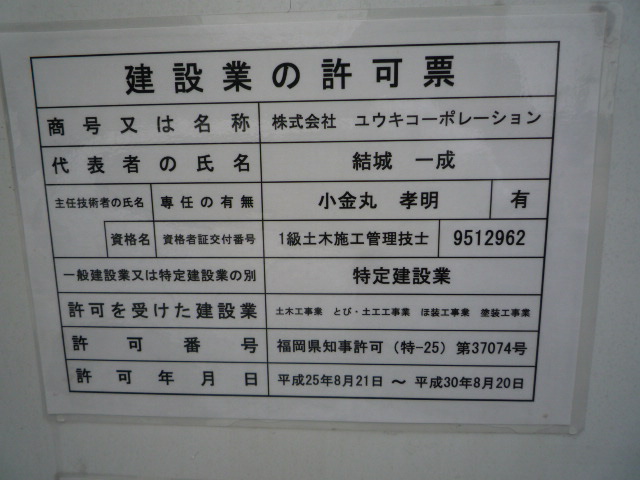 建設業の許可票
商号又は名称 株式会社 ユウキコーポレーション
代表者の氏名 結城 一成
主任技術者の氏名 専任の有無 小金丸 孝明 有
資格名 資格者証交付番号 1級土木施工管理技士 9512962
一般建設業又は特定建設業の別 特定建設業
許可を受けた建設業 土木工事業 とび・土工工事業 ほ装工事業 塗装工事業
許可番号 福岡県知事許可(特-25)第37074号
許可年月日 平成25年8月21日 ~ 平成30年8月20日